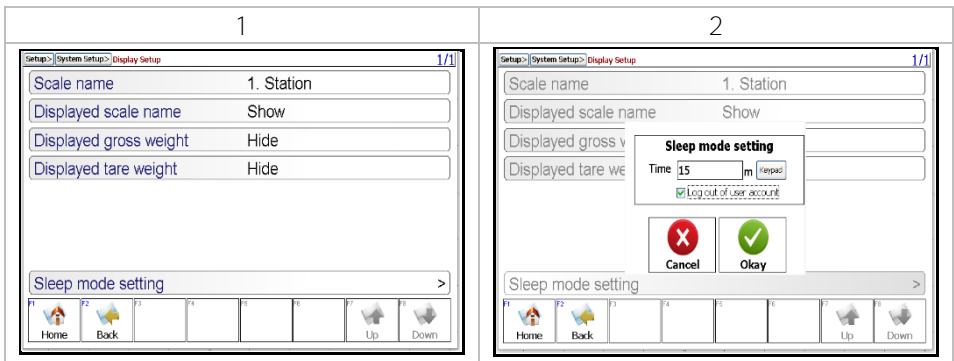 1
Setup> System Setup> Display Setup 1/1
Scale name 1. Station
Displayed scale name Show
Displayed gross weight Hide
Displayed tare weight Hide
Sleep mode setting >
F1 F2 F3 F4 F5 F6 F7 F8
Home Back Up Down
2
Setup> System Setup> Display Setup 1/1
Scale name 1. Station
Displayed scale name Show
Displayed gross v
Displayed tare we
Sleep mode setting
Time 15 m Keypad
Log out of user account
Cancel Okay
Sleep mode setting >
F1 F2 F3 F4 F5 F6 F7 F8
Home Back Up Down